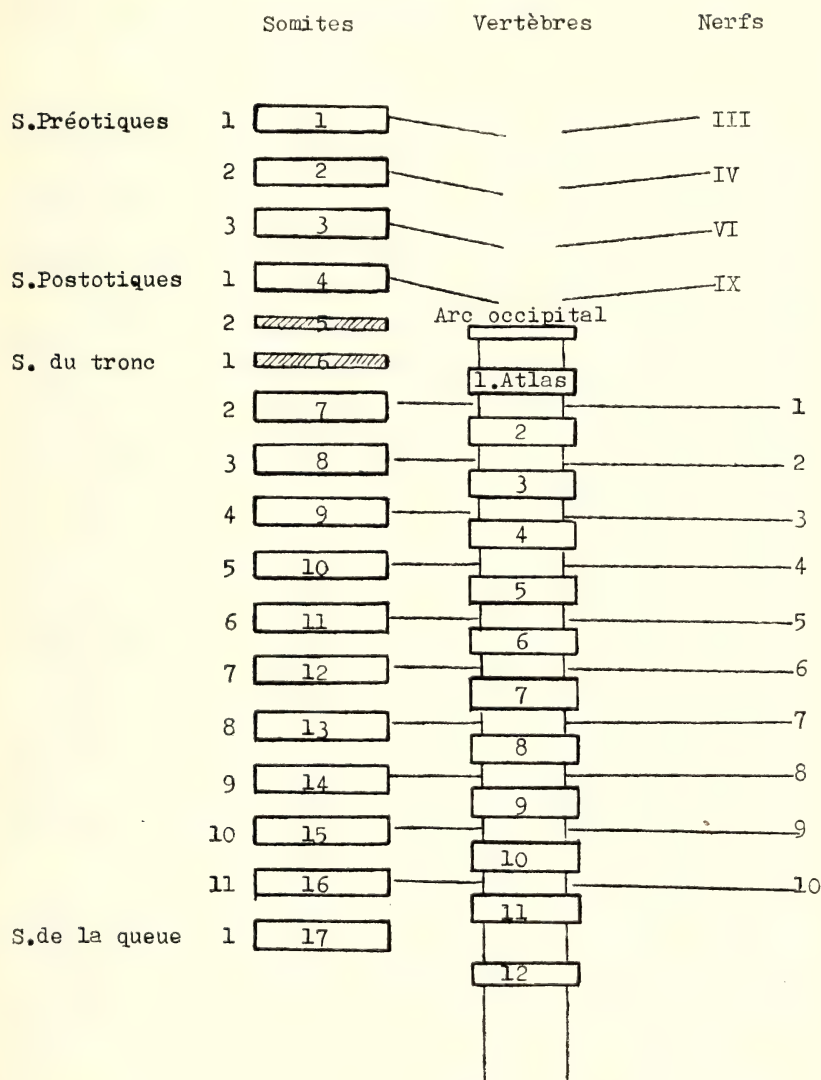 Somites Vertèbres Nerfs
S.Préotiques 1 1 III
2 2 IV
3 3 VI
S.Postotiques 1 4 IX
Arc occipital
2 5
S. du tronc 1 6
1.Atlas
2 7 1
2
3 8 2
3
4 9 3
4
5 10 4
5
6 11 5
6
7 12 6
7
8 13 7
8
9 14 8
9
10 15 9
10
11 16 10
11
S.de la queue 1 17
12